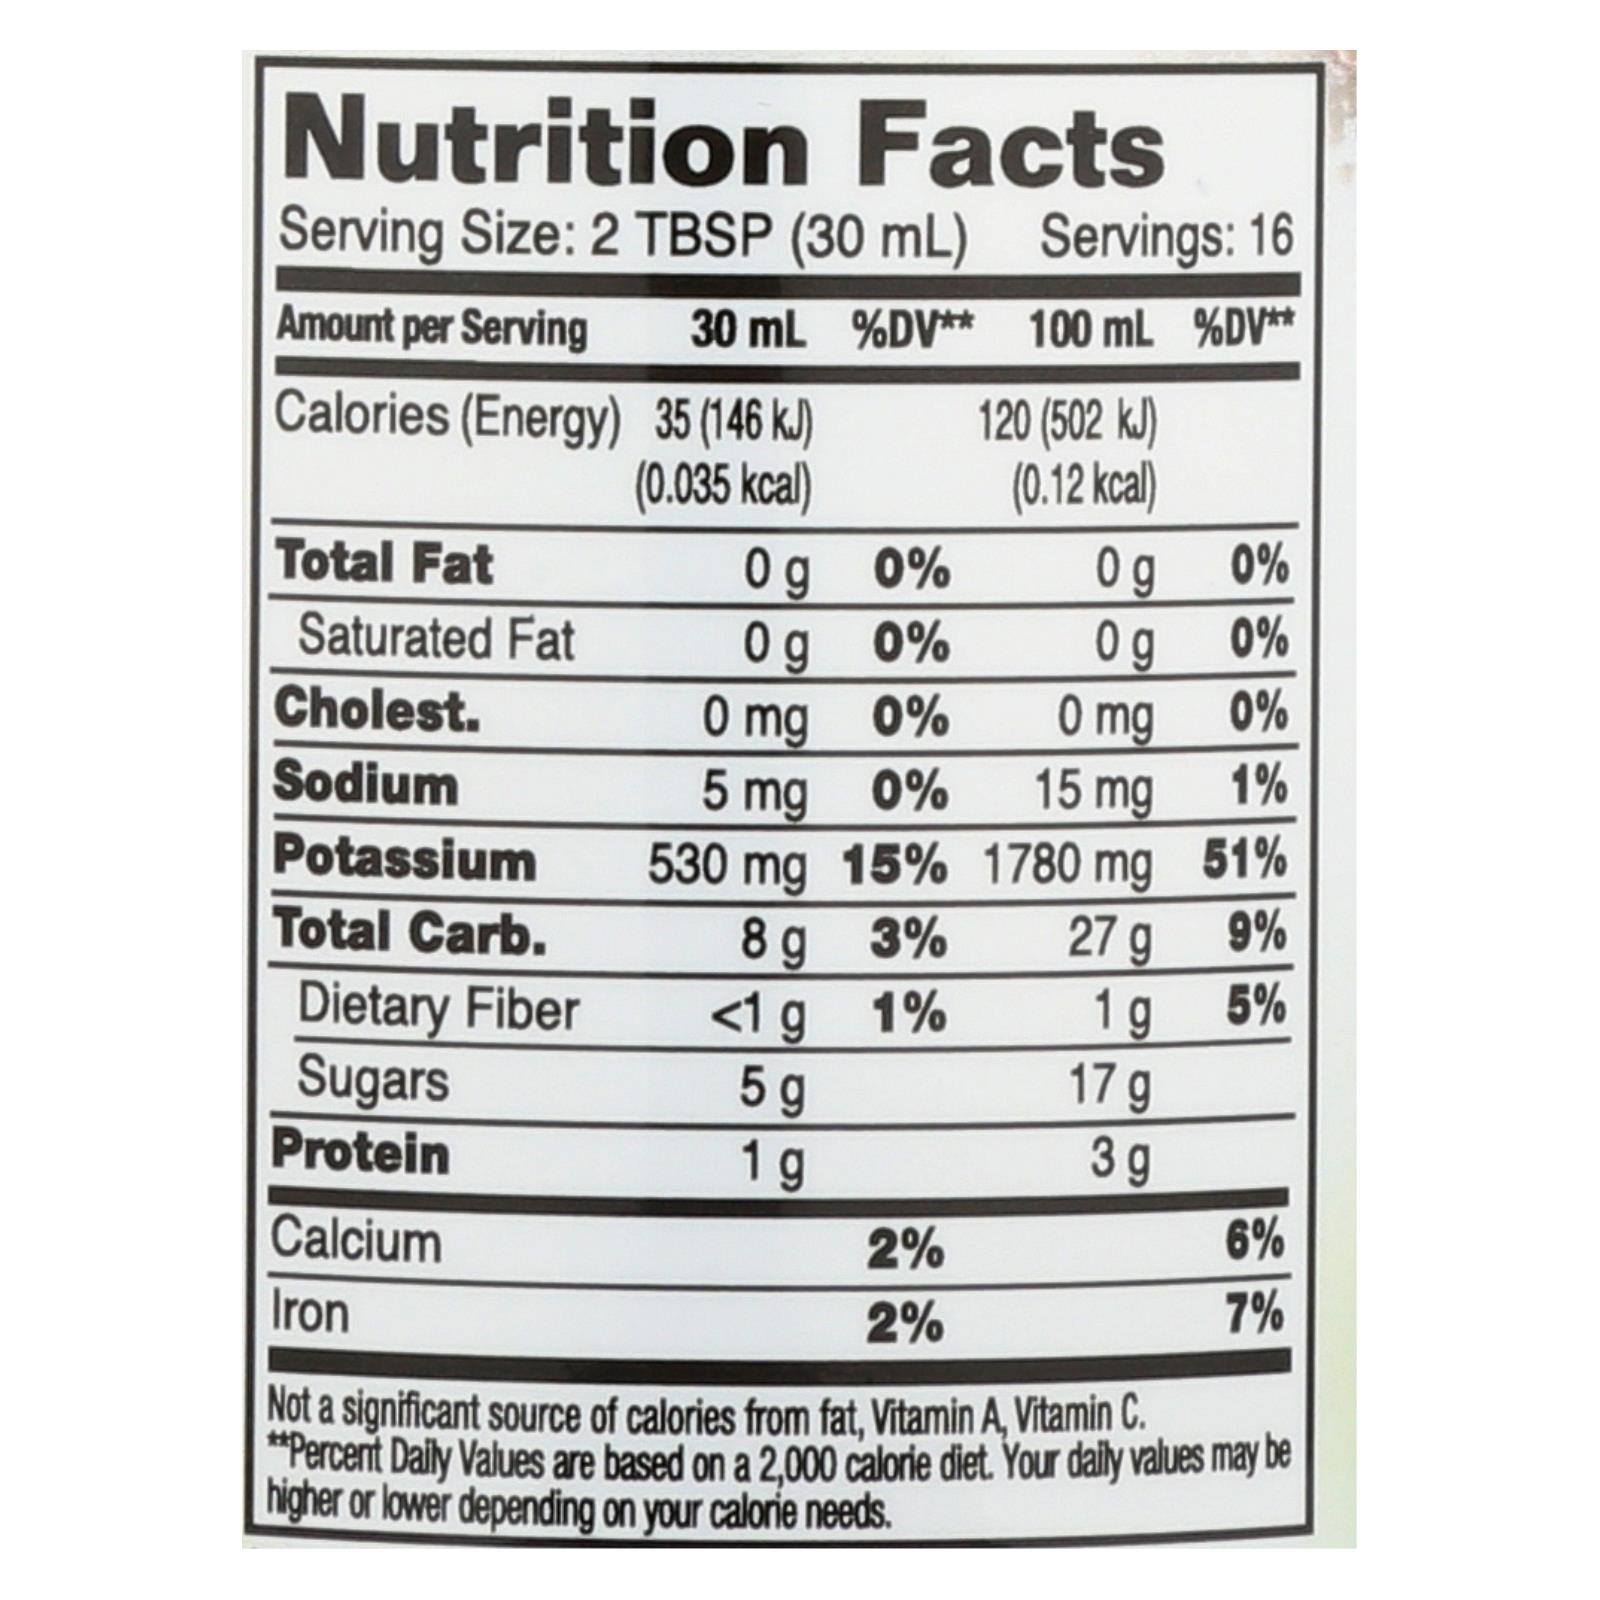 Nutrition Facts
Serving Size: 2 TBSP (30 mL) Servings: 16
Amount per Serving 30 mL %DV** 100 mL %DV**
Calories (Energy) 35 (146 kJ) 120 (502 kJ)
(0.035 kcal) (0.12 kcal)
Total Fat 0 g 0% 0 g 0%
Saturated Fat 0 g 0% 0 g 0%
Cholest. 0 mg 0% 0 mg 0%
Sodium 5 mg 0% 15 mg 1%
Potassium 530 mg 15% 1780 mg 51%
Total Carb. 8 g 3% 27 g 9%
Dietary Fiber <1 g 1% 1 g 5%
Sugars 5 g 17 g
Protein 1 g 3 g
Calcium 2% 6%
Iron 2% 7%
Not a significant source of calories from fat, Vitamin A, Vitamin C.
**Percent Daily Values are based on a 2,000 calorie diet. Your daily values may be
higher or lower depending on your calorie needs.